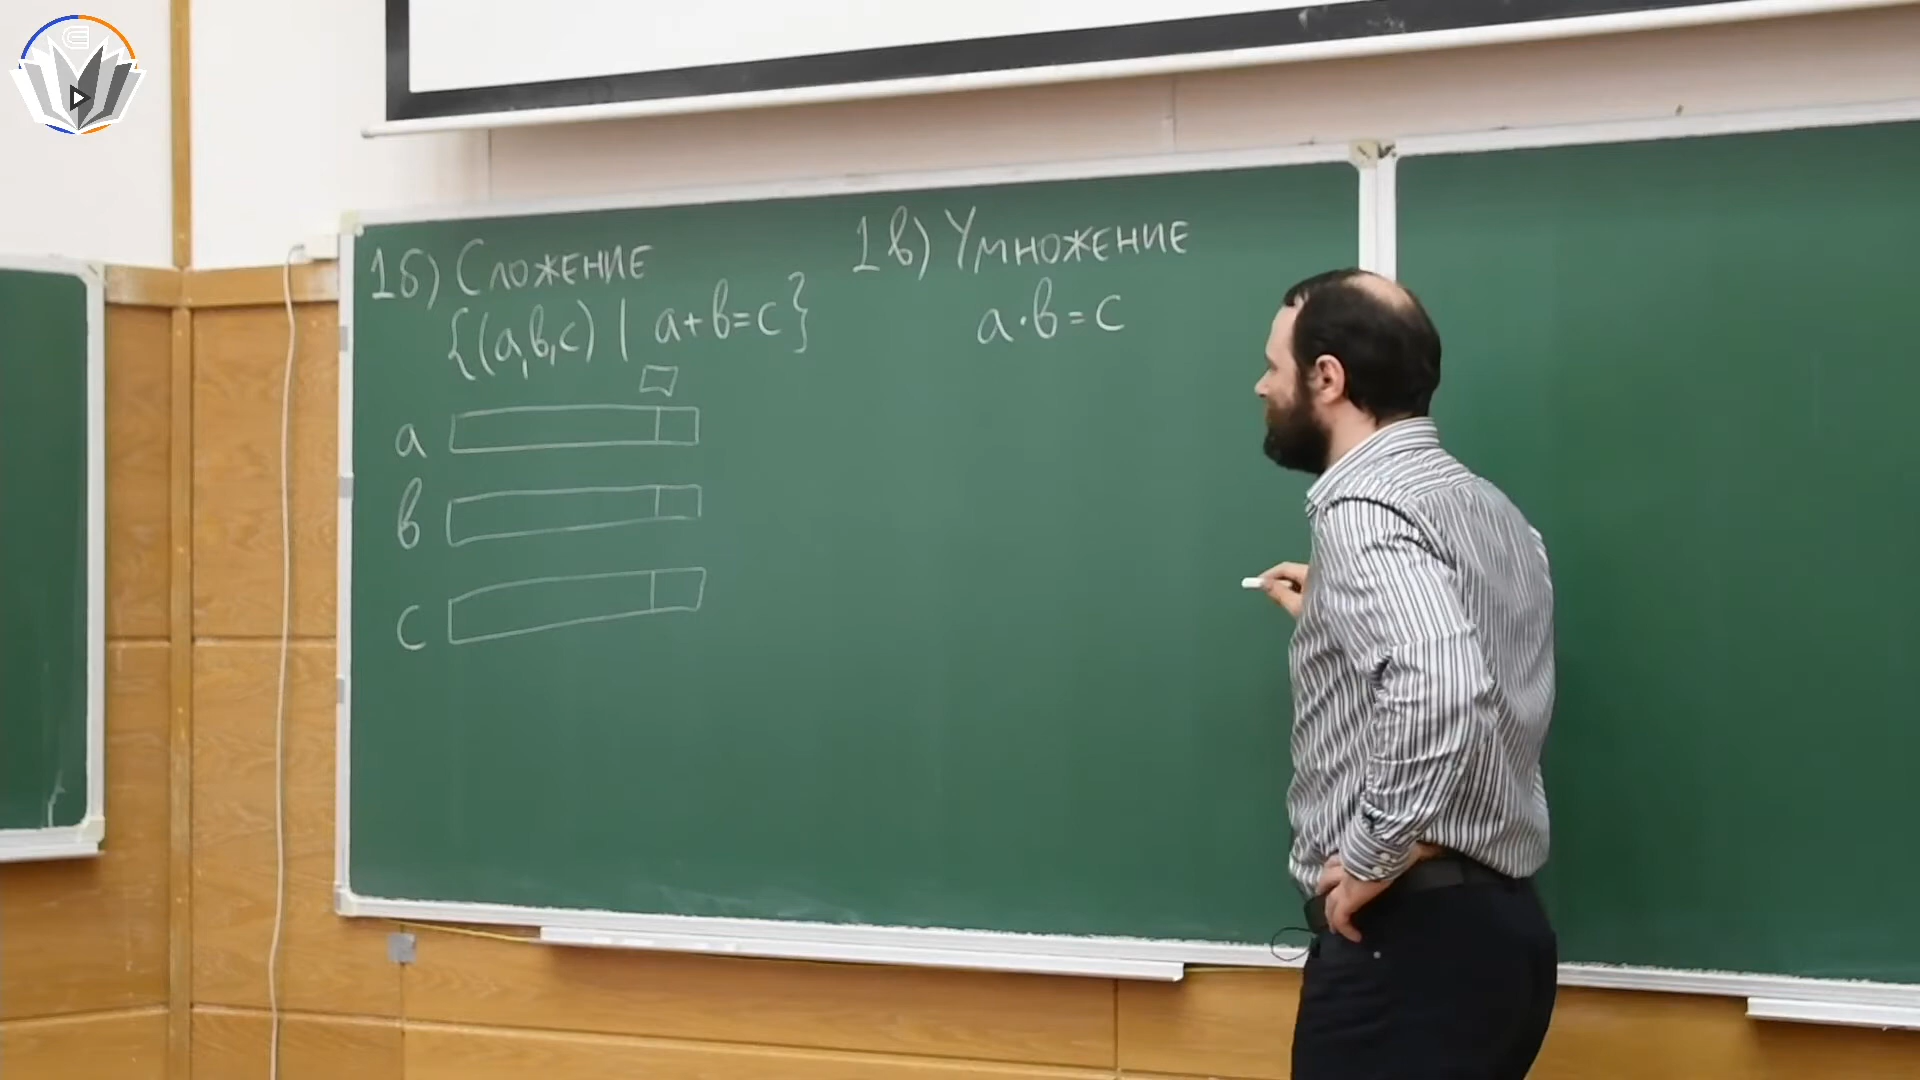 1б) Сложение
{(a,b,c) | a+b=c}
a
b
c
1в) Умножение
a·b=c